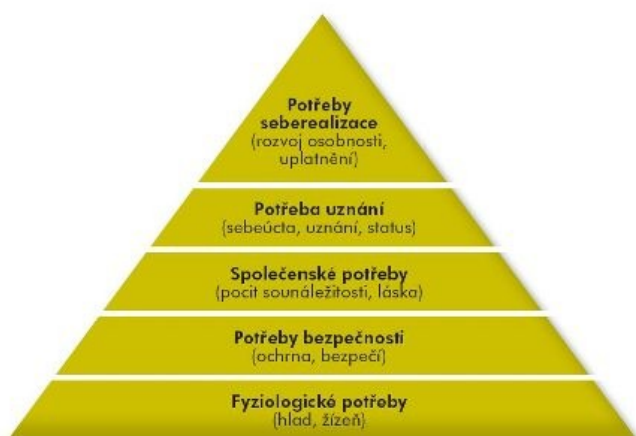 Potřeby
seberealizace
(rozvoj osobnosti,
uplatnění)
Potřeba uznání
(sebeúcta, uznání, status)
Společenské potřeby
(pocit sounáležitosti, láska)
Potřeby bezpečností
(ochrna, bezpečí)
Fyziologické potřeby
(hlad, žízeň)